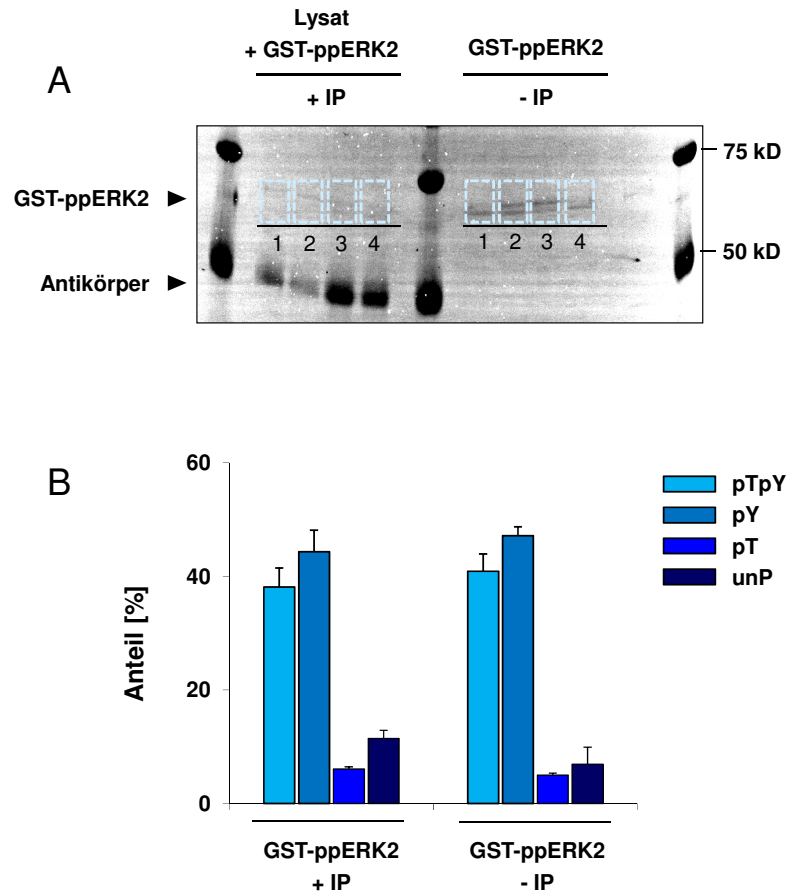 A
Lysat
+ GST-ppERK2
+ IP
GST-ppERK2
- IP
75 kD
GST-ppERK2
1 2 3 4
1 2 3 4
50 kD
Antikörper
B
60
40
20
0
Anteil [%]
pTpY
pY
pT
unP
GST-ppERK2
+ IP
GST-ppERK2
- IP